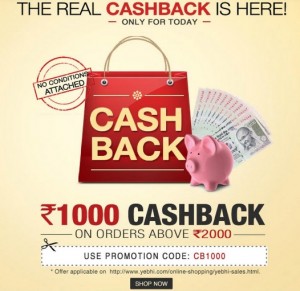 THE REAL CASHBACK IS HERE!
ONLY FOR TODAY
NO CONDITIONS
ATTACHED
CASH
BACK
₹1000 CASHBACK
ON ORDERS ABOVE ₹2000
USE PROMOTION CODE: CB1000
* Offer applicable on http://www.yebhi.com/online-shopping/yebhi-sales.html.
SHOP NOW